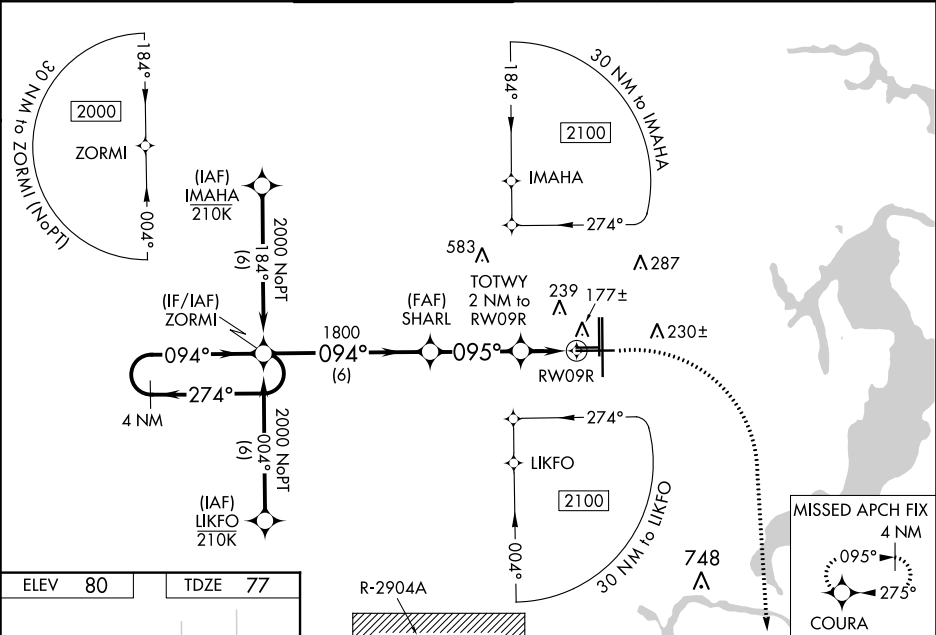 184°
30 NM to ZORMI (NoPT)
2000
ZORMI
004°
(IAF)
IMAHA
210K
2000 NoPT
184°
(6)
184°
30 NM to IMAHA
2100
IMAHA
274°
583
287
TOTWY
2 NM to
RW09R
239
177±
230±
(IF/IAF)
ZORMI
(FAF)
SHARL
1800
094°
094°
(6)
095°
RW09R
274°
4 NM
2000 NoPT
004°
(6)
(IAF)
LIKFO
210K
274°
LIKFO
2100
004°
30 NM to LIKFO
748
MISSED APCH FIX
4 NM
095°
275°
COURA
ELEV 80
TDZE 77
R-2904A